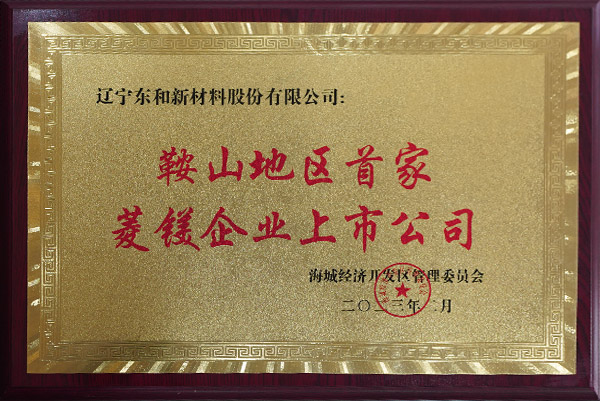 辽宁东和新材料股份有限公司:
鞍山地区首家
菱镁企业上市公司
海城经济开发区管理委员会
二〇二三年二月